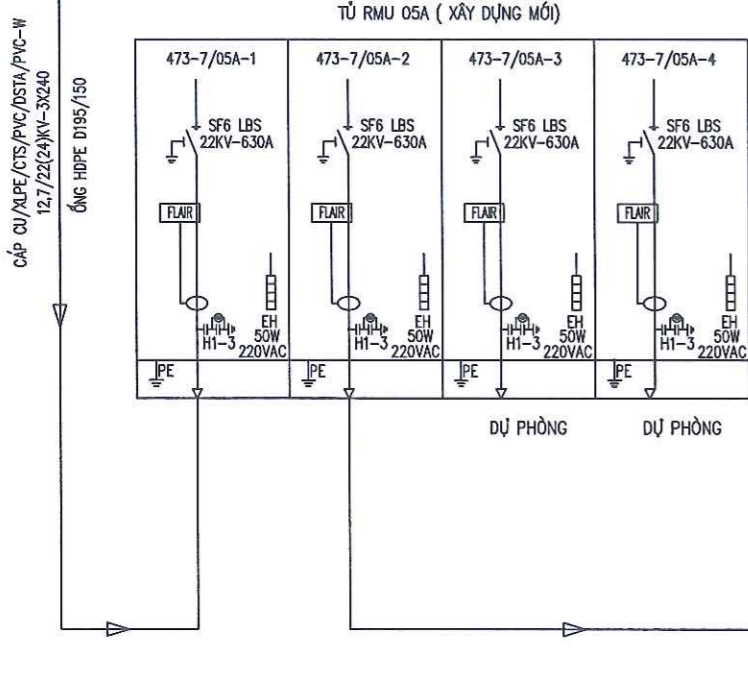 TỦ RMU 05A ( XÂY DỰNG MỚI)
CÁP CU/XLPE/CTS/PVC/DSTA/PVC-W
12,7/22(24)KV-3X240
ỐNG HDPE D195/150
473-7/05A-1
SF6 LBS
22KV-630A
FLAIR
EH
50W
220VAC
H1-3
PE
473-7/05A-2
SF6 LBS
22KV-630A
FLAIR
EH
50W
220VAC
H1-3
PE
473-7/05A-3
SF6 LBS
22KV-630A
FLAIR
EH
50W
220VAC
H1-3
PE
DỰ PHÒNG
473-7/05A-4
SF6 LBS
22KV-630A
FLAIR
EH
50W
220VAC
H1-3
PE
DỰ PHÒNG